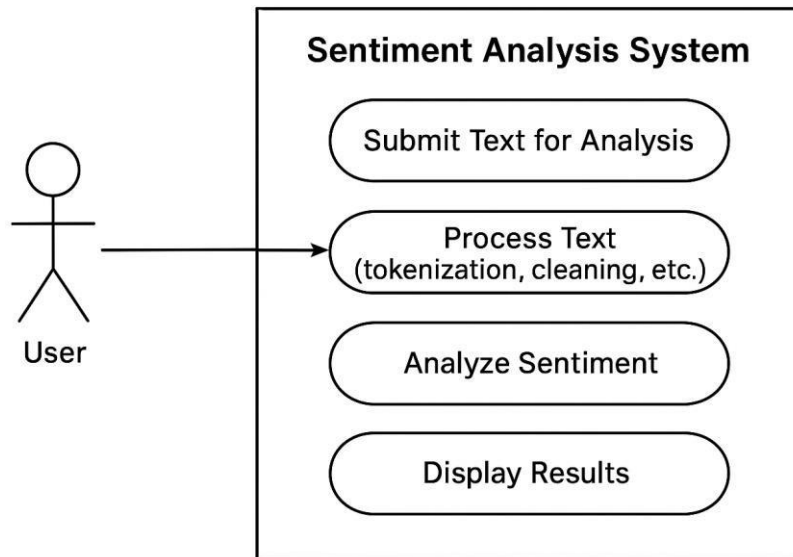 Sentiment Analysis System
Submit Text for Analysis
Process Text
(tokenization, cleaning, etc.)
User
Analyze Sentiment
Display Results